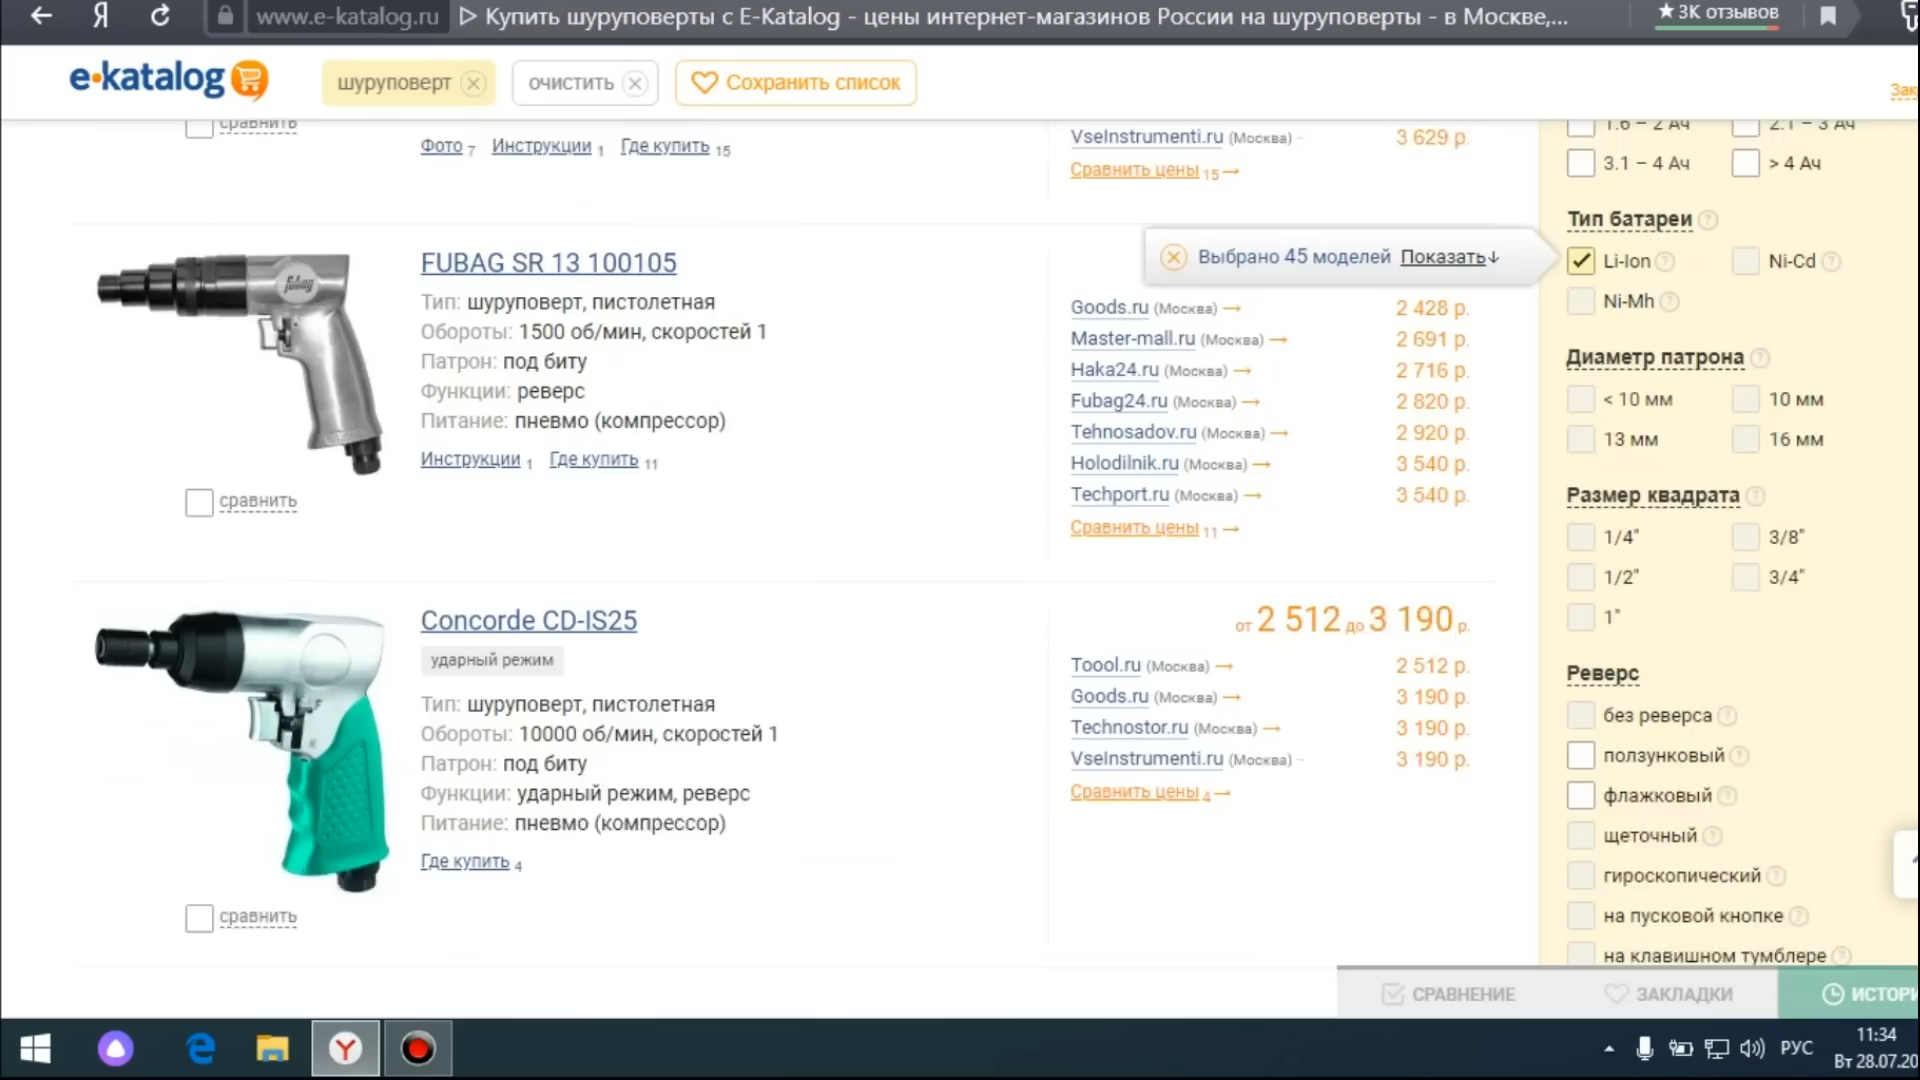 www.e-katalog.ru
Купить шуруповерты с E-Katalog - цены интернет-магазинов России на шуруповерты - в Москве,...
★ 3К отзывов
e-katalog
шуруповерт
очистить
Сохранить список
Зак
сравнить
Фото 7 Инструкции 1 Где купить 15
VseInstrumenti.ru (Москва) 3 629 р.
Сравнить цены 15 →
FUBAG SR 13 100105
Тип: шуруповерт, пистолетная
Обороты: 1500 об/мин, скоростей 1
Патрон: под биту
Функции: реверс
Питание: пневмо (компрессор)
Инструкции 1 Где купить 11
сравнить
Fubag
Выбрано 45 моделей Показать↓
Goods.ru (Москва) → 2 428 р.
Master-mall.ru (Москва) → 2 691 р.
Haka24.ru (Москва) → 2 716 р.
Fubag24.ru (Москва) → 2 820 р.
Tehnosadov.ru (Москва) → 2 920 р.
Holodilnik.ru (Москва) → 3 540 р.
Techport.ru (Москва) → 3 540 р.
Сравнить цены 11 →
Concorde CD-IS25
ударный режим
Тип: шуруповерт, пистолетная
Обороты: 10000 об/мин, скоростей 1
Патрон: под биту
Функции: ударный режим, реверс
Питание: пневмо (компрессор)
Где купить 4
сравнить
от 2 512 до 3 190 р.
Toool.ru (Москва) → 2 512 р.
Goods.ru (Москва) → 3 190 р.
Technostor.ru (Москва) → 3 190 р.
VseInstrumenti.ru (Москва) 3 190 р.
Сравнить цены 4 →
1.6 – 2 Ач 2.1 – 3 Ач
3.1 – 4 Ач > 4 Ач
Тип батареи
Li-Ion Ni-Cd
Ni-Mh
Диаметр патрона
< 10 мм 10 мм
13 мм 16 мм
Размер квадрата
1/4" 3/8"
1/2" 3/4"
1"
Реверс
без реверса
ползунковый
флажковый
щеточный
гироскопический
на пусковой кнопке
на клавишном тумблере
СРАВНЕНИЕ
ЗАКЛАДКИ
ИСТОРИ
РУС
11:34
Вт 28.07.20